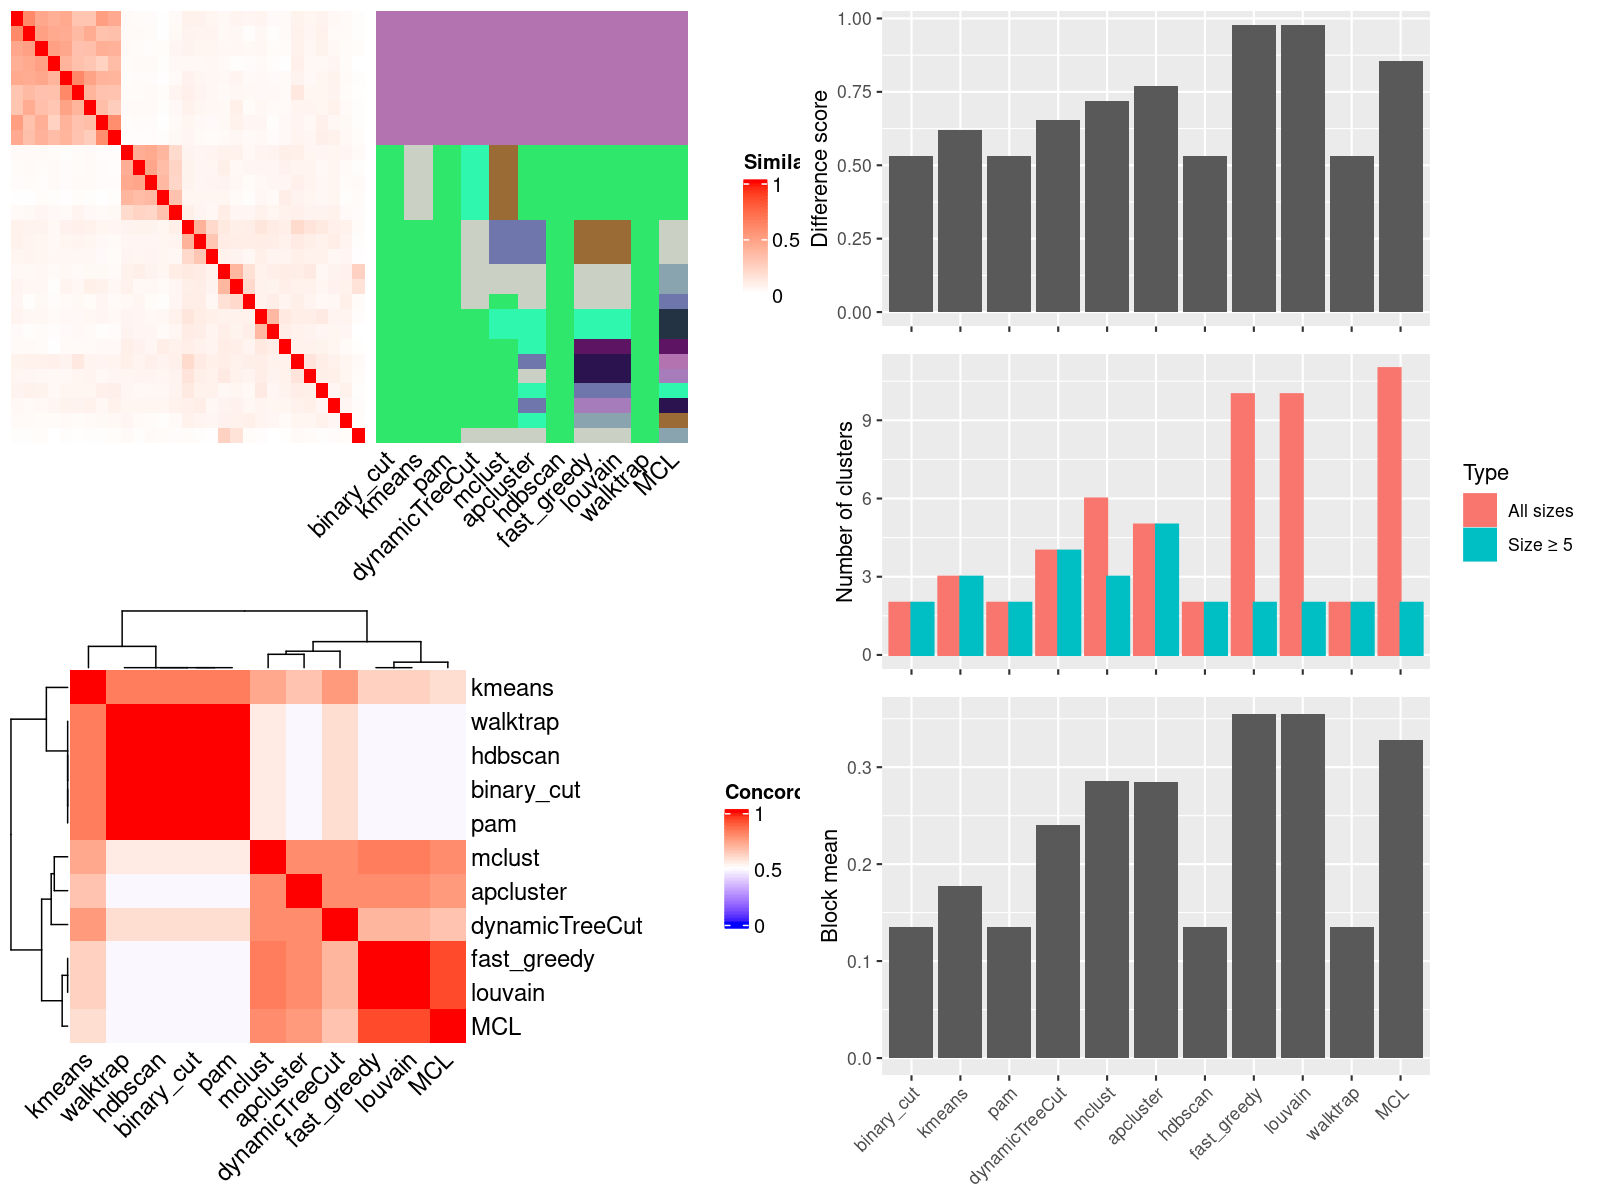 Simila
1
0.5
0
binary_cut
kmeans
pam
dynamicTreeCut
mclust
apcluster
hdbscan
fast_greedy
louvain
walktrap
MCL
kmeans
walktrap
hdbscan
binary_cut
pam
mclust
apcluster
dynamicTreeCut
fast_greedy
louvain
MCL
kmeans
walktrap
hdbscan
binary_cut
pam
mclust
apcluster
dynamicTreeCut
fast_greedy
louvain
MCL
Concord
1
0.5
0
Difference score
1.00
0.75
0.50
0.25
0.00
Number of clusters
9
6
3
0
Type
All sizes
Size ≥ 5
Block mean
0.3
0.2
0.1
0.0
binary_cut
kmeans
pam
dynamicTreeCut
mclust
apcluster
hdbscan
fast_greedy
louvain
walktrap
MCL